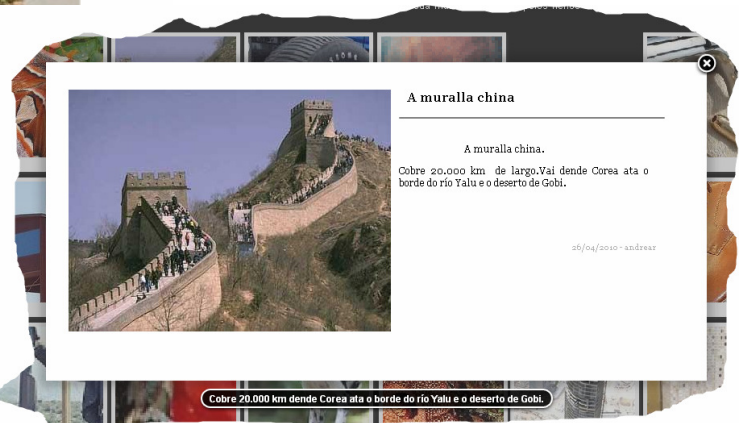 A muralla china
A muralla china.
Cobre 20.000 km de largo.Vai dende Corea ata o
borde do río Yalu e o deserto de Gobi.
26/04/2010 - andrear
Cobre 20.000 km dende Corea ata o borde do río Yalu e o deserto de Gobi.